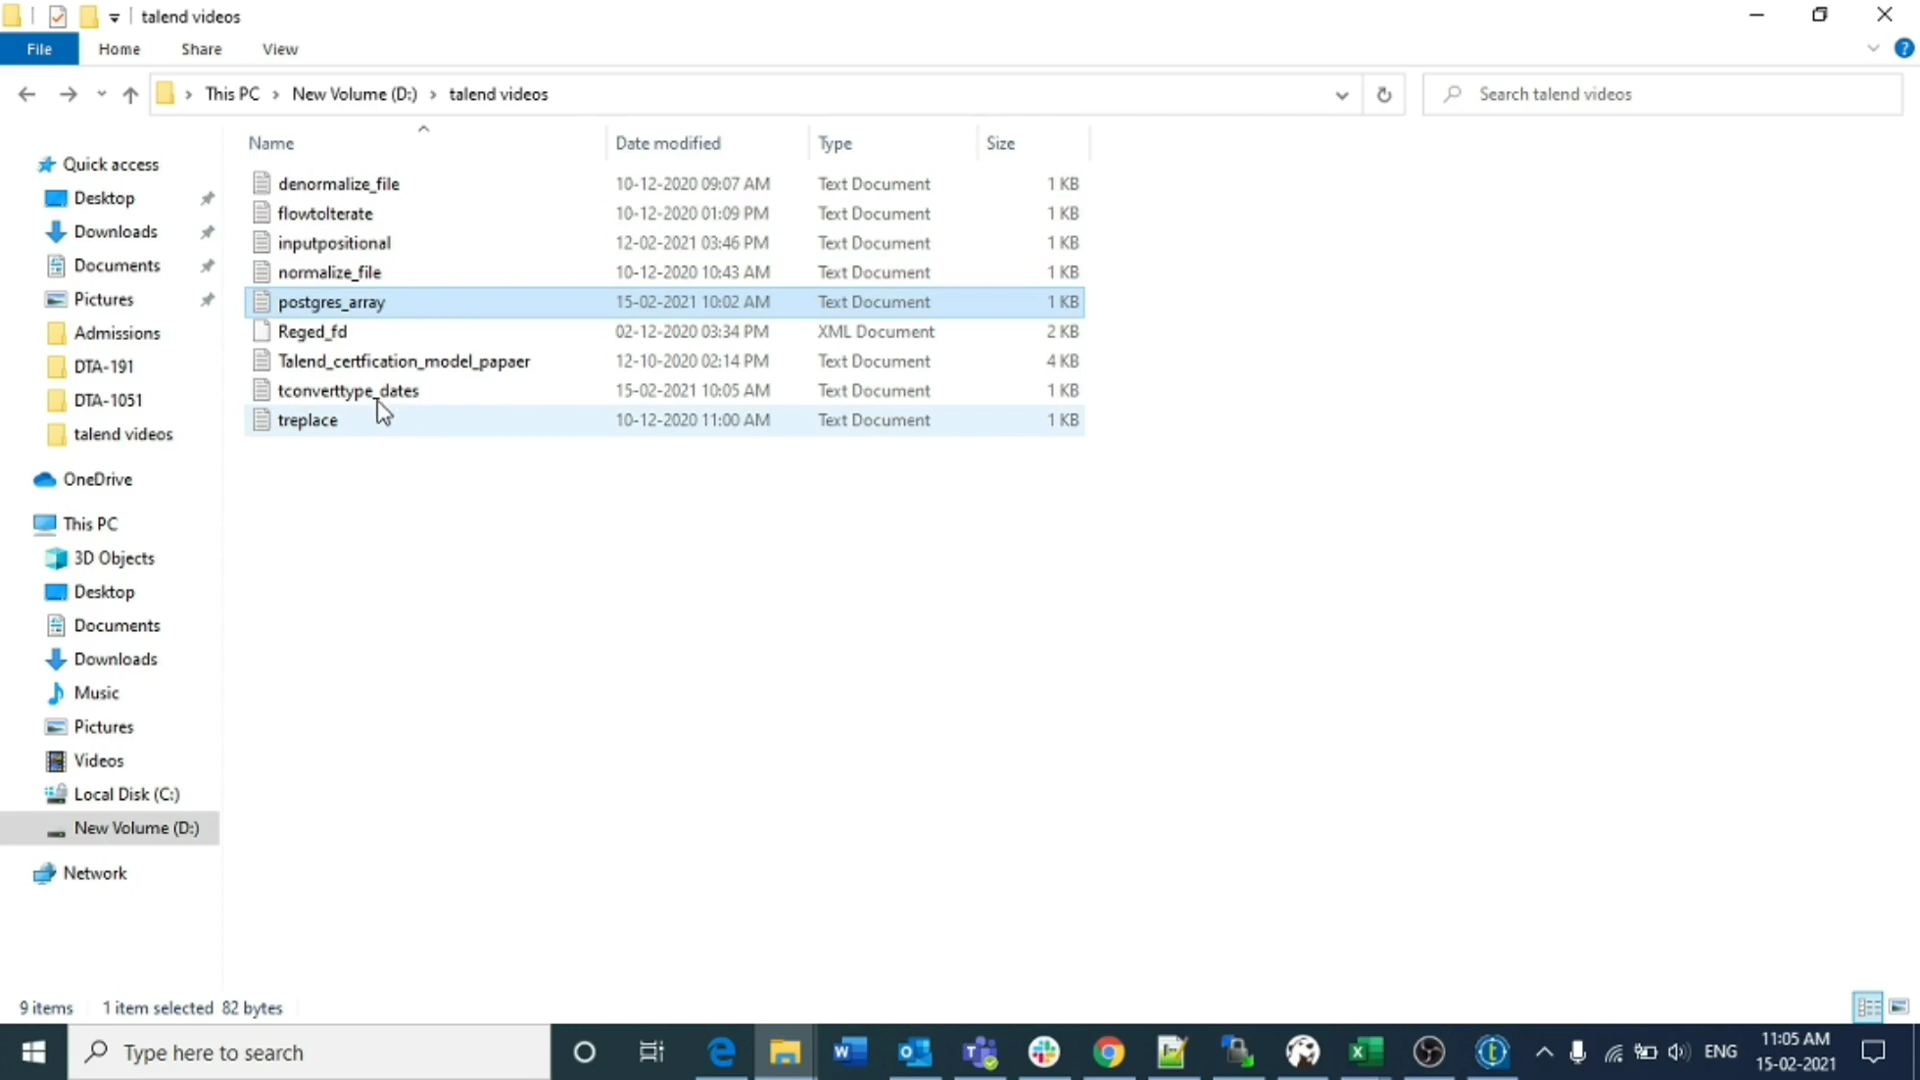 talend videos
File Home Share View
This PC New Volume (D:) talend videos
Search talend videos
Name Date modified Type Size
denormalize_file 10-12-2020 09:07 AM Text Document 1 KB
flowtoIterate 10-12-2020 01:09 PM Text Document 1 KB
inputpositional 12-02-2021 03:46 PM Text Document 1 KB
normalize_file 10-12-2020 10:43 AM Text Document 1 KB
postgres_array 15-02-2021 10:02 AM Text Document 1 KB
Reged_fd 02-12-2020 03:34 PM XML Document 2 KB
Talend_certfication_model_papaer 12-10-2020 02:14 PM Text Document 4 KB
tconverttype_dates 15-02-2021 10:05 AM Text Document 1 KB
treplace 10-12-2020 11:00 AM Text Document 1 KB
Quick access
Desktop
Downloads
Documents
Pictures
Admissions
DTA-191
DTA-1051
talend videos
OneDrive
This PC
3D Objects
Desktop
Documents
Downloads
Music
Pictures
Videos
Local Disk (C:)
New Volume (D:)
Network
9 items 1 item selected 82 bytes
Type here to search
ENG
11:05 AM
15-02-2021